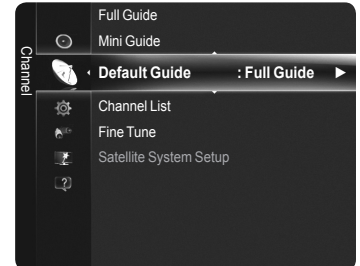 Channel
Full Guide
Mini Guide
Default Guide : Full Guide ►
Channel List
Fine Tune
Satellite System Setup